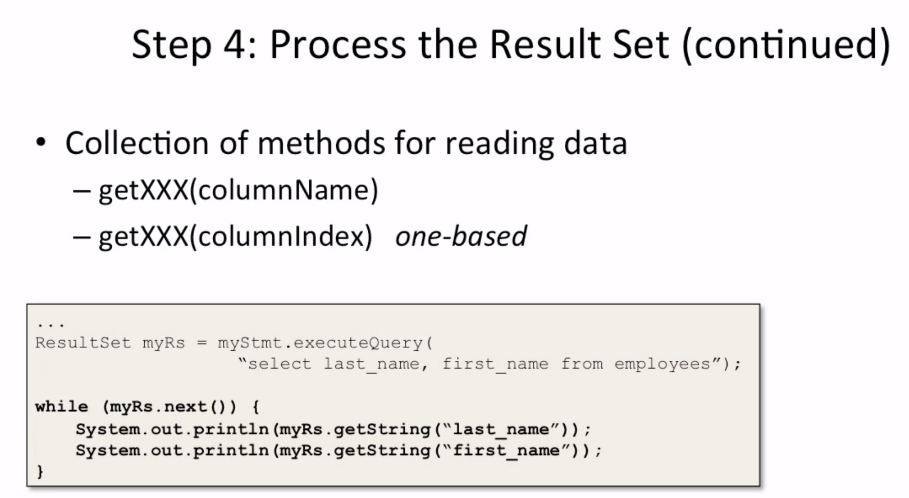 Step 4: Process the Result Set (continued)
• Collection of methods for reading data
– getXXX(columnName)
– getXXX(columnIndex) one-based
...
ResultSet myRs = myStmt.executeQuery(
“select last_name, first_name from employees”);
while (myRs.next()) {
System.out.println(myRs.getString(“last_name”));
System.out.println(myRs.getString(“first_name”));
}